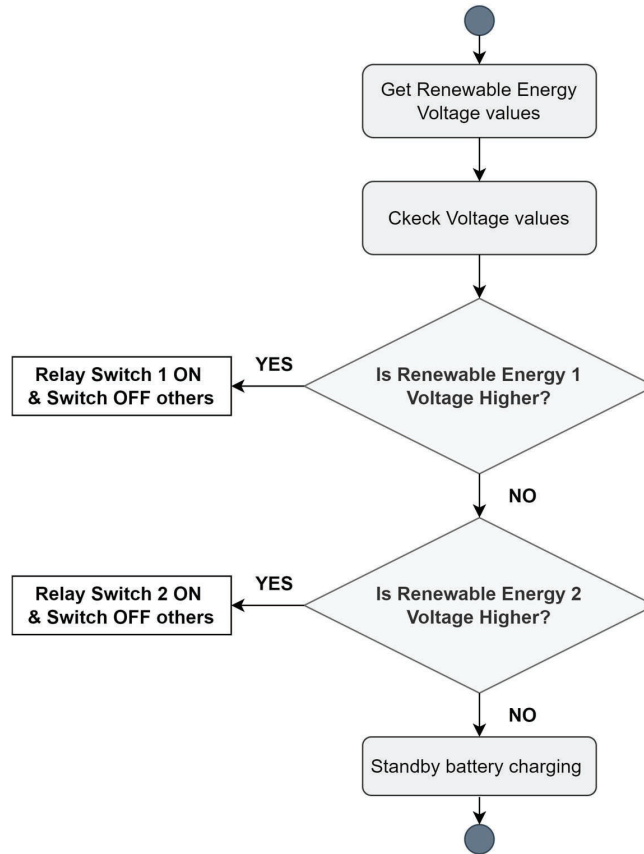 Get Renewable Energy
Voltage values
Ckeck Voltage values
YES
Is Renewable Energy 1
Voltage Higher?
Relay Switch 1 ON
& Switch OFF others
NO
YES
Is Renewable Energy 2
Voltage Higher?
Relay Switch 2 ON
& Switch OFF others
NO
Standby battery charging